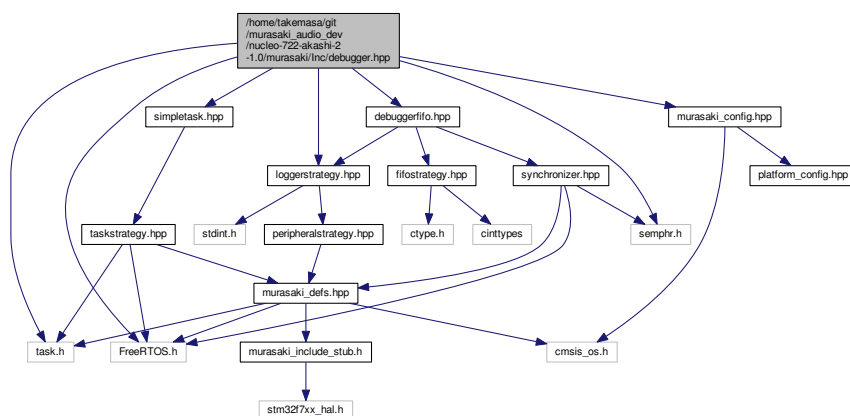 /home/takemasa/git
/murasaki_audio_dev
/nucleo-722-akashi-2
-1.0/murasaki/Inc/debugger.hpp
simpletask.hpp
debuggerfifo.hpp
murasaki_config.hpp
loggerstrategy.hpp
fifostrategy.hpp
synchronizer.hpp
platform_config.hpp
taskstrategy.hpp
stdint.h
peripheralstrategy.hpp
ctype.h
cinttypes
semphr.h
murasaki_defs.hpp
task.h
FreeRTOS.h
murasaki_include_stub.h
cmsis_os.h
stm32f7xx_hal.h